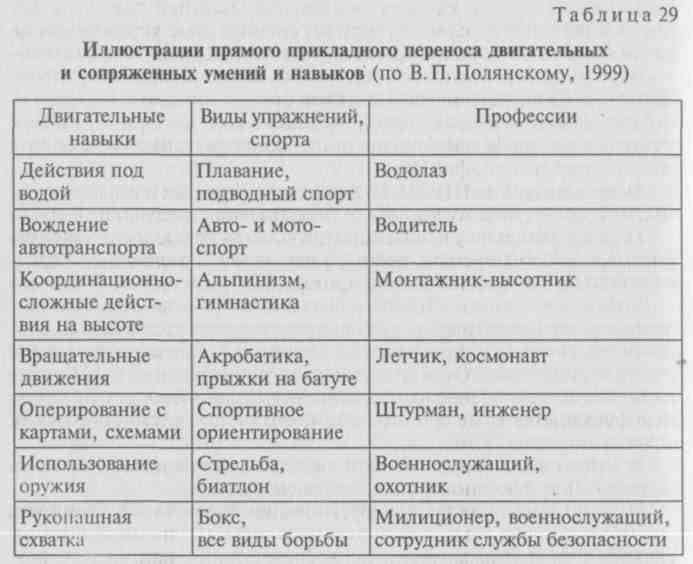 Таблица 29
Иллюстрации прямого прикладного переноса двигательных
и сопряженных умений и навыков (по В. П. Полянскому, 1999)
Двигательные
навыки
Виды упражнений,
спорта
Профессии
Действия под
водой
Плавание,
подводный спорт
Водолаз
Вождение
автотранспорта
Авто- и мото-
спорт
Водитель
Координационно-
сложные дейст-
вия на высоте
Альпинизм,
гимнастика
Монтажник-высотник
Вращательные
движения
Акробатика,
прыжки на батуте
Летчик, космонавт
Оперирование с
картами, схемами
Спортивное
ориентирование
Штурман, инженер
Использование
оружия
Стрельба,
биатлон
Военнослужащий,
охотник
Рукопашная
схватка
Бокс,
все виды борьбы
Милиционер, военнослужащий,
сотрудник службы безопасности